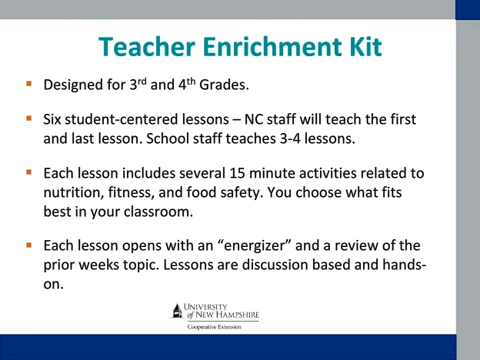 Teacher Enrichment Kit
Designed for 3rd and 4th Grades.
Six student-centered lessons – NC staff will teach the first
and last lesson. School staff teaches 3-4 lessons.
Each lesson includes several 15 minute activities related to
nutrition, fitness, and food safety. You choose what fits
best in your classroom.
Each lesson opens with an “energizer” and a review of the
prior weeks topic. Lessons are discussion based and hands-
on.
UNIVERSITY
of NEW HAMPSHIRE
Cooperative Extension